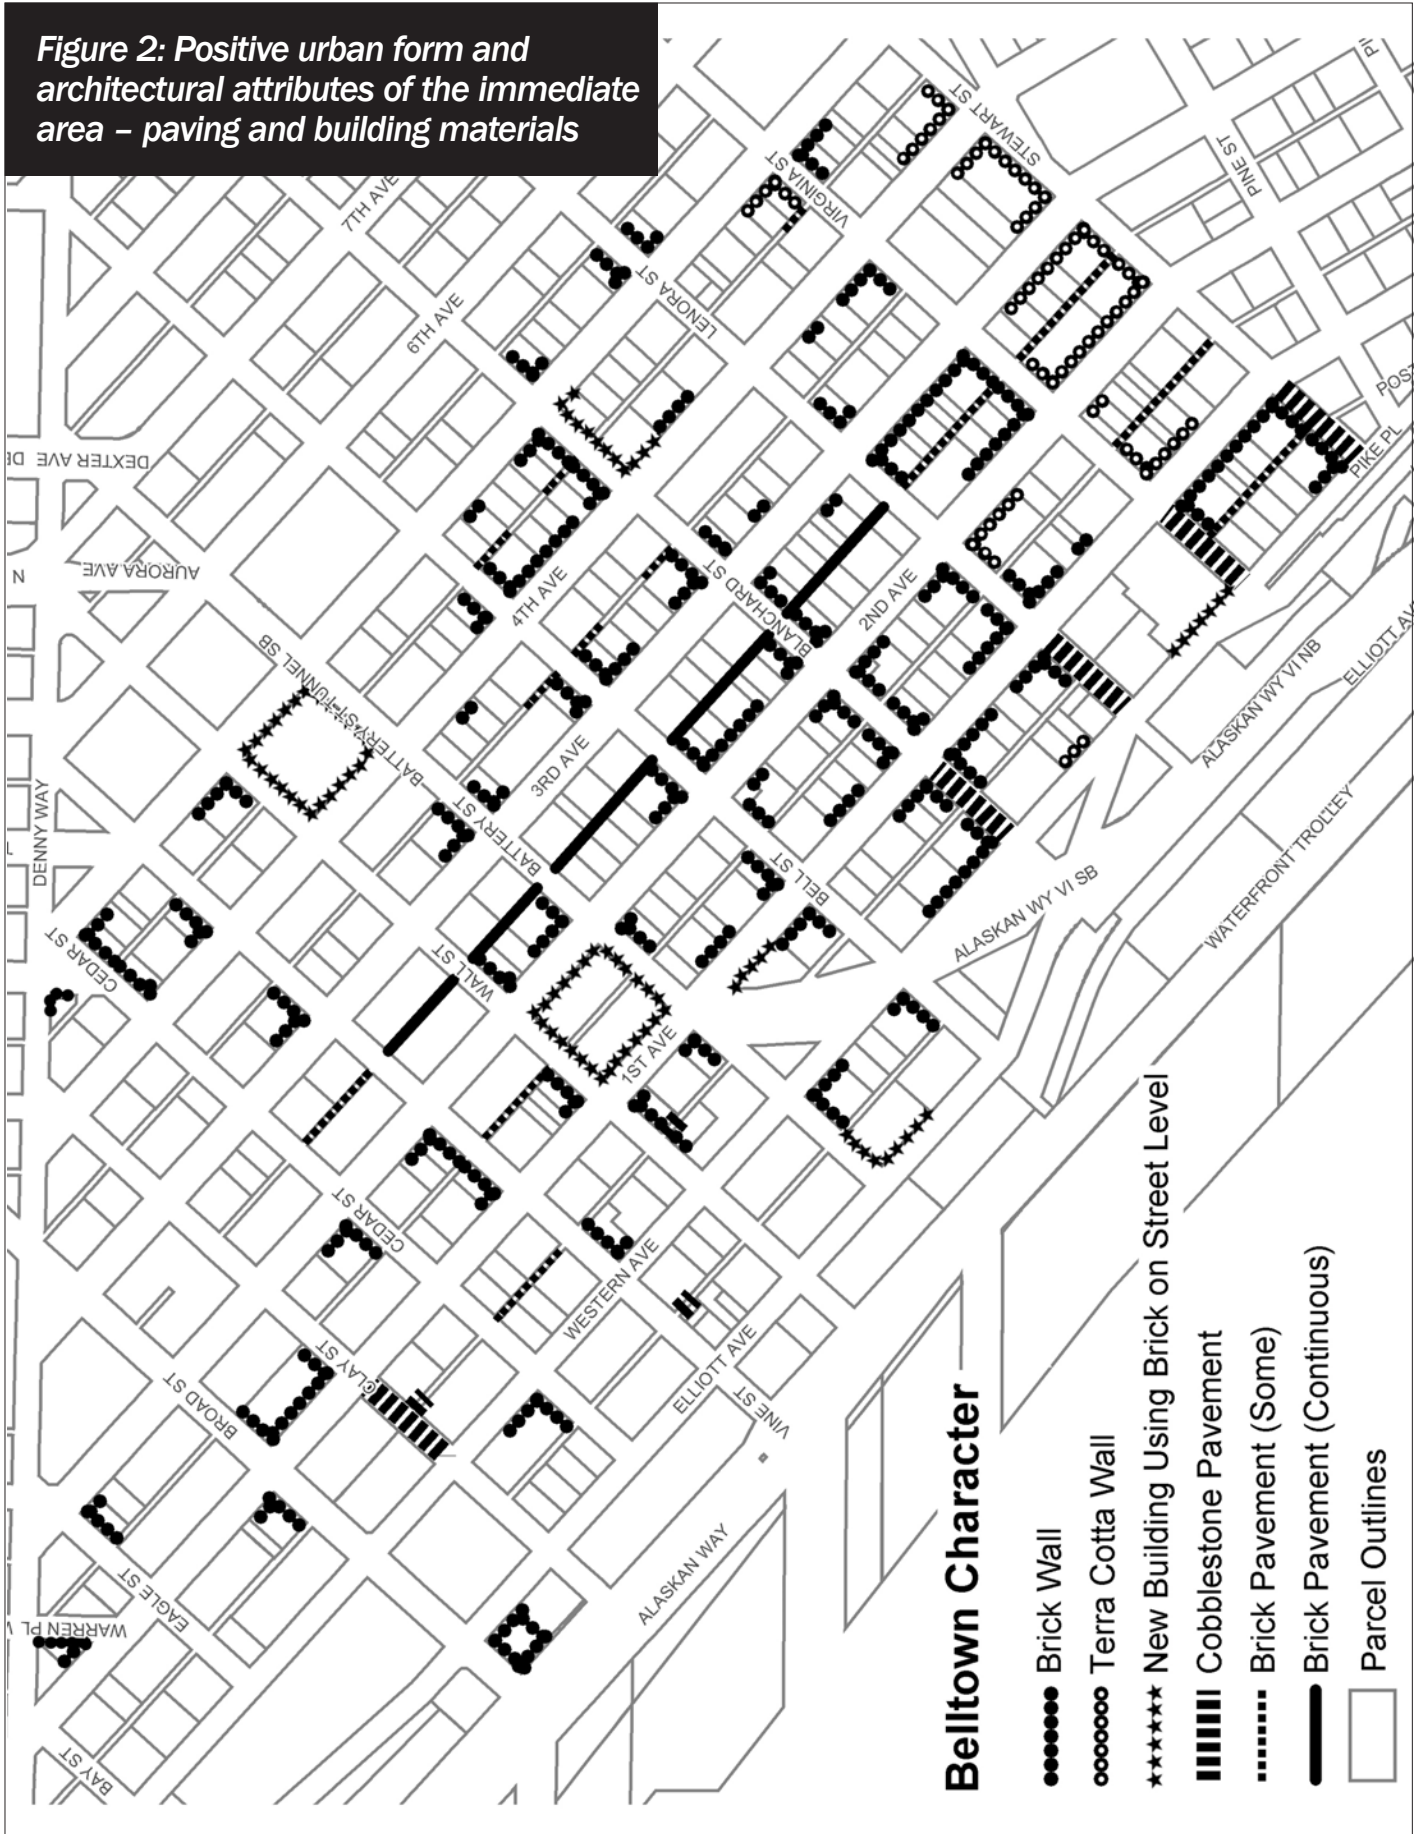 Figure 2: Positive urban form and
architectural attributes of the immediate
area – paving and building materials
7TH AVE
6TH AVE
VIRGINIA ST
STEWART ST
PINE ST
LENORA ST
DEXTER AVE
AURORA AVE
N
4TH AVE
BLANCHARD ST
2ND AVE
PIKE PL
BATTERY ST TUNNEL SB
BATTERY ST
3RD AVE
BATTERY
BELL ST
ALASKAN WY VI NB
DENNY WAY
CEDAR ST
WALL ST
1ST AVE
ALASKAN WY VI SB
WATERFRONT TROLLEY
CEDAR ST
WESTERN AVE
CLAY ST
BROAD ST
ELLIOTT AVE
VINE ST
EAGLE ST
WARREN PL
ALASKAN WAY
BAY ST
Belltown Character
Brick Wall
Terra Cotta Wall
New Building Using Brick on Street Level
Cobblestone Pavement
Brick Pavement (Some)
Brick Pavement (Continuous)
Parcel Outlines